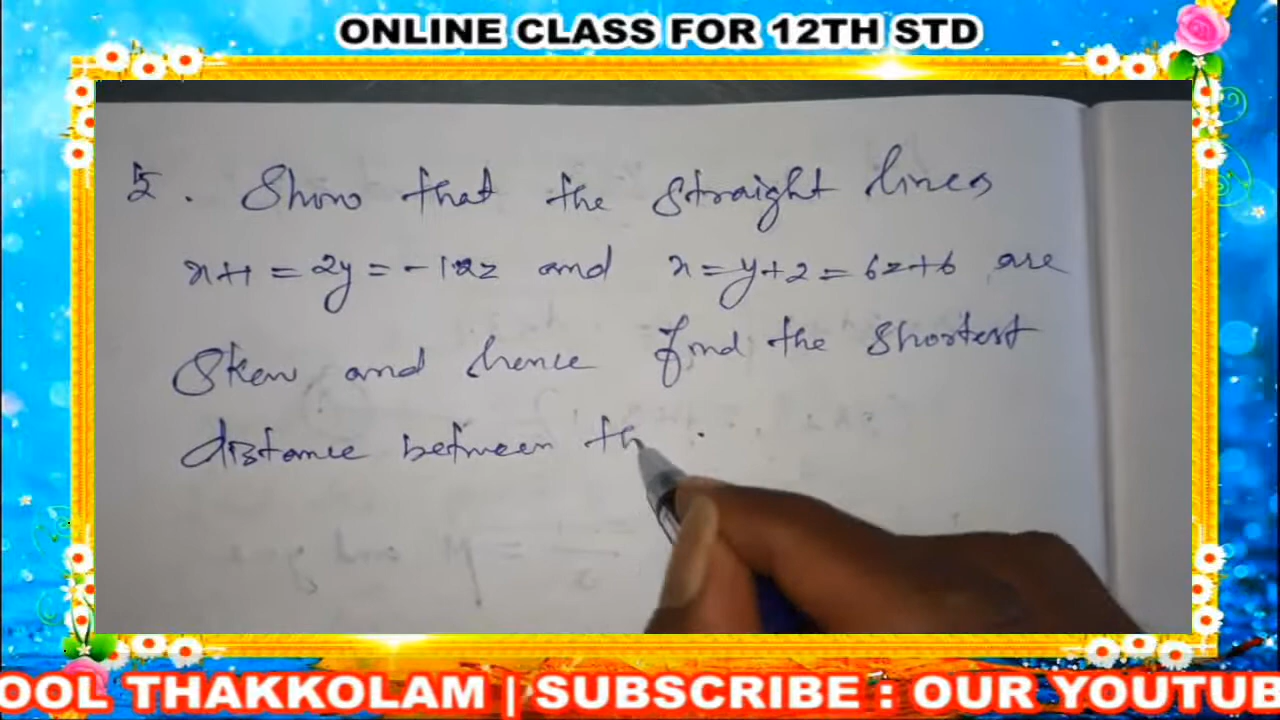 ONLINE CLASS FOR 12TH STD
5. Show that the straight lines
x+1 = 2y = -12z and x = y+2 = 6z+6 are
Skew and hence find the shortest
distance between th
OOL THAKKOLAM | SUBSCRIBE : OUR YOUTUB